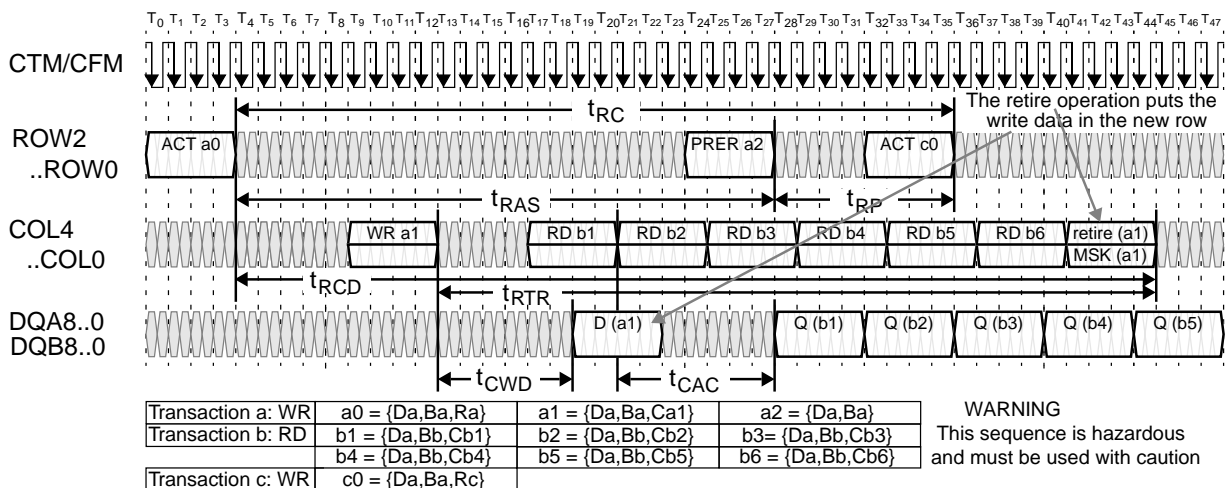 T0 T1 T2 T3 T4 T5 T6 T7 T8 T9 T10 T11 T12 T13 T14 T15 T16 T17 T18 T19 T20 T21 T22 T23 T24 T25 T26 T27 T28 T29 T30 T31 T32 T33 T34 T35 T36 T37 T38 T39 T40 T41 T42 T43 T44 T45 T46 T47
CTM/CFM
tRC
The retire operation puts the
write data in the new row
ROW2
..ROW0
ACT a0
PRER a2
ACT c0
tRAS
tRP
COL4
..COL0
WR a1
RD b1
RD b2
RD b3
RD b4
RD b5
RD b6
retire (a1)
MSK (a1)
tRCD
tRTR
DQA8..0
DQB8..0
D (a1)
Q (b1)
Q (b2)
Q (b3)
Q (b4)
Q (b5)
tCWD
tCAC
Transaction a: WR a0 = {Da,Ba,Ra} a1 = {Da,Ba,Ca1} a2 = {Da,Ba}
Transaction b: RD b1 = {Da,Bb,Cb1} b2 = {Da,Bb,Cb2} b3= {Da,Bb,Cb3}
b4 = {Da,Bb,Cb4} b5 = {Da,Bb,Cb5} b6 = {Da,Bb,Cb6}
Transaction c: WR c0 = {Da,Ba,Rc}
WARNING
This sequence is hazardous
and must be used with caution